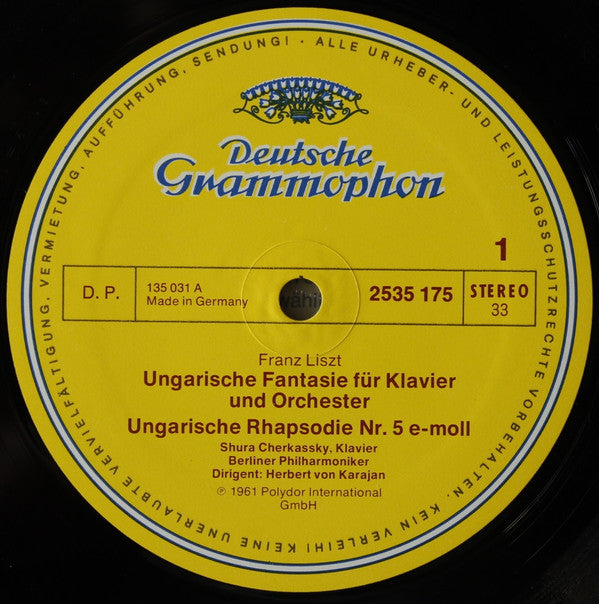 ALLE URHEBER- UND LEISTUNGSSCHUTZRECHTE VORBEHALTEN. KEIN VERLEIH! KEINE UNERLAUBTE VERVIELFÄLTIGUNG, VERMIETUNG, AUFFÜHRUNG, SENDUNG! ·
Deutsche
Grammophon
1
D. P.
135 031 A
Made in Germany
2535 175
STEREO
33
Franz Liszt
Ungarische Fantasie für Klavier
und Orchester
Ungarische Rhapsodie Nr. 5 e-moll
Shura Cherkassky, Klavier
Berliner Philharmoniker
Dirigent: Herbert von Karajan
℗ 1961 Polydor International
GmbH